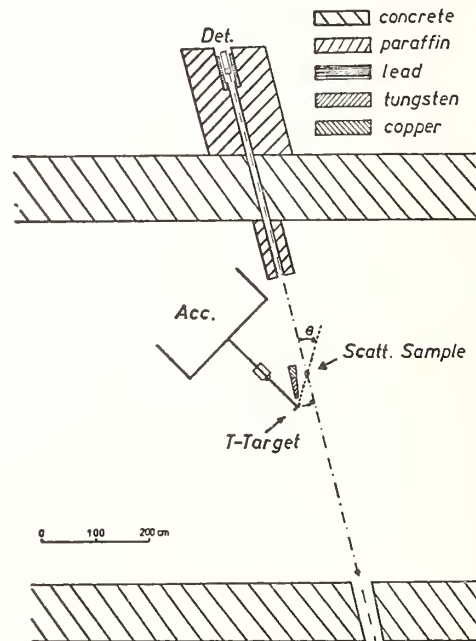 concrete
Det.
paraffin
lead
tungsten
copper
Acc.
θ
Scatt. Sample
T-Target
0 100 200 cm